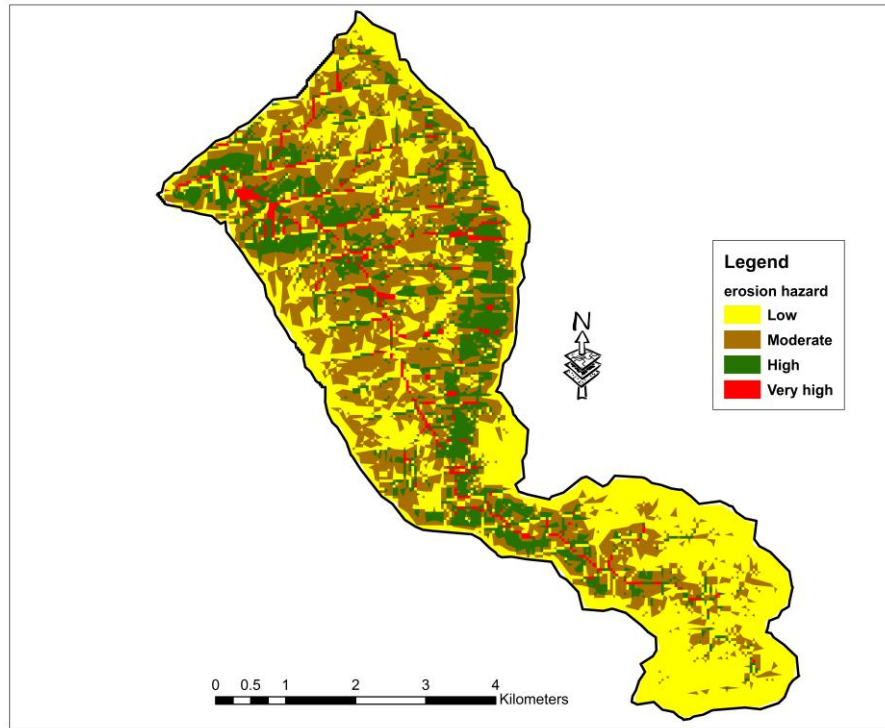 Legend
erosion hazard
Low
Moderate
High
Very high
N
0 0.5 1 2 3 4
Kilometers